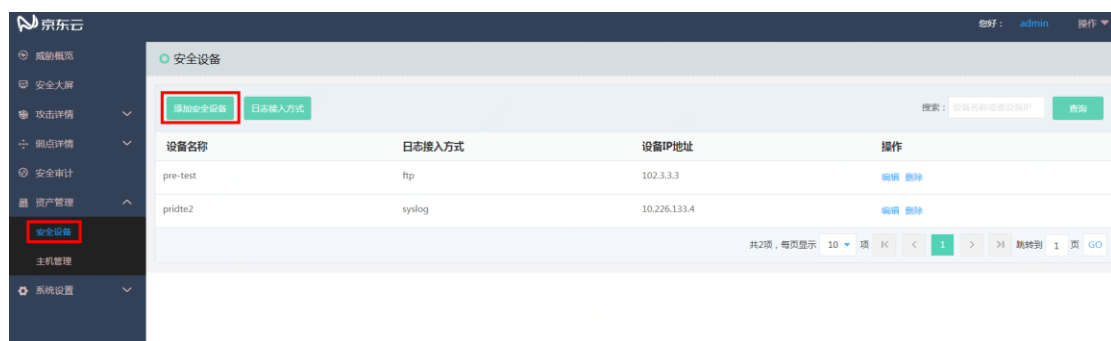 京东云
您好： admin 操作
威胁概览
安全设备
安全大屏
攻击详情
添加安全设备 日志接入方式 搜索： 设备名称或者设备IP 查询
弱点详情
设备名称 日志接入方式 设备IP地址 操作
安全审计
pre-test ftp 102.3.3.3 编辑 删除
资产管理
pridte2 syslog 10.226.133.4 编辑 删除
安全设备
共2项，每页显示 10 项 1 跳转到 1 页 GO
主机管理
系统设置